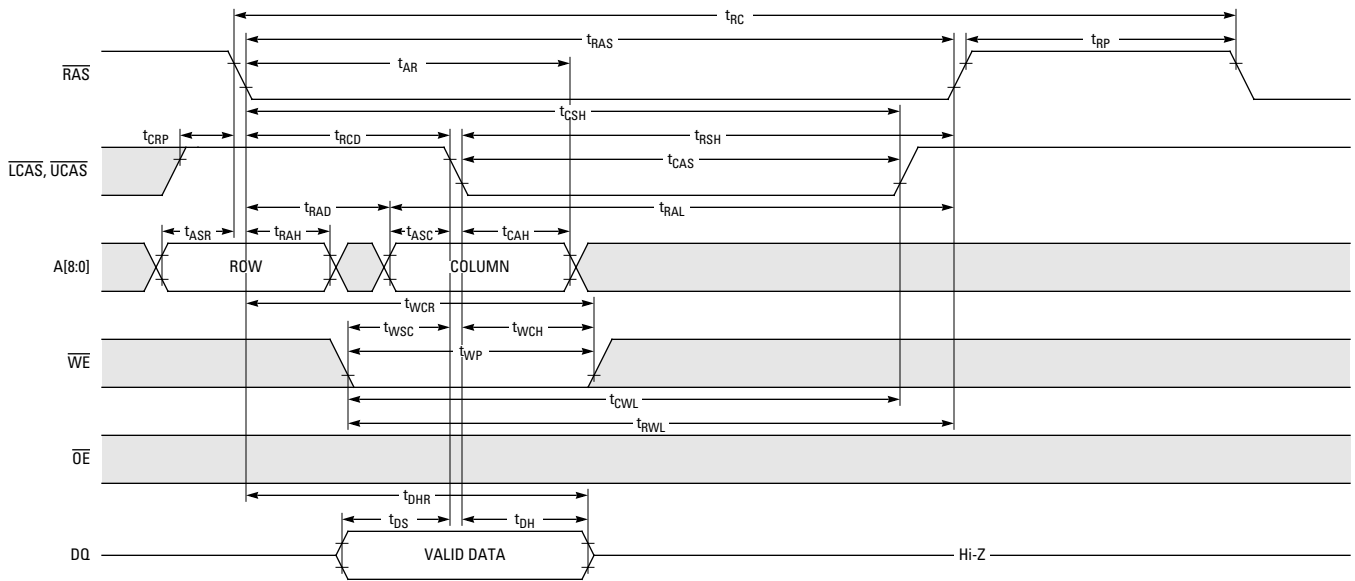 tRC
tRAS
tRP
RAS
tAR
tCSH
tCRP
tRCD
tRSH
LCAS, UCAS
tCAS
tRAD
tRAL
tASR
tRAH
tASC
tCAH
A[8:0]
ROW
COLUMN
tWCR
tWSC
tWCH
WE
tWP
tCWL
tRWL
OE
tDHR
tDS
tDH
DQ
VALID DATA
Hi-Z